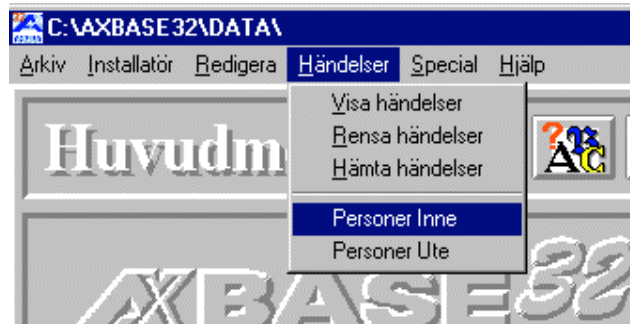 C:\AXBASE32\DATA\
Arkiv Installatör Redigera Händelser Special Hjälp
Visa händelser
Rensa händelser
Hämta händelser
Personer Inne
Personer Ute
Huvudm
AXBASE32